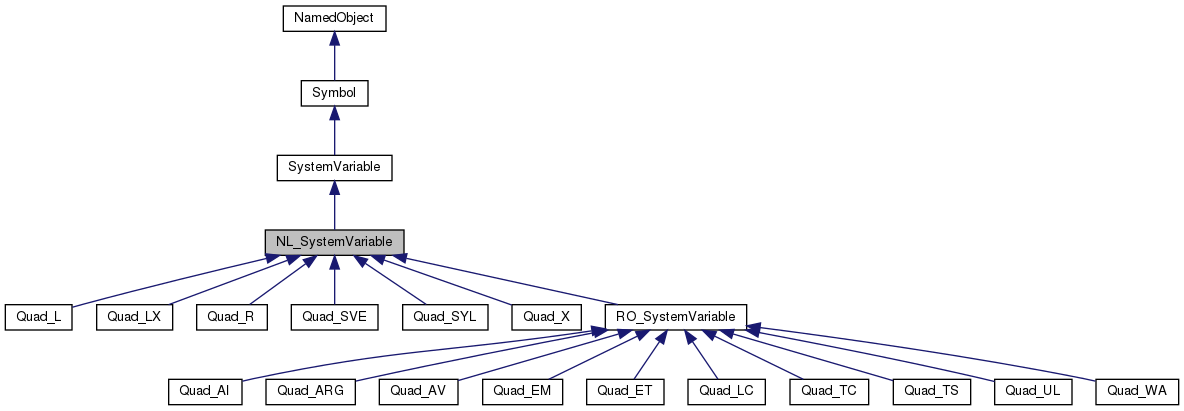 NamedObject
Symbol
SystemVariable
NL_SystemVariable
Quad_L
Quad_LX
Quad_R
Quad_SVE
Quad_SYL
Quad_X
RO_SystemVariable
Quad_AI
Quad_ARG
Quad_AV
Quad_EM
Quad_ET
Quad_LC
Quad_TC
Quad_TS
Quad_UL
Quad_WA